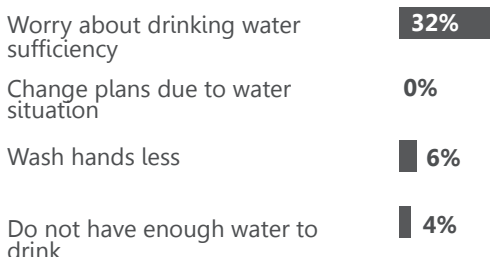 Worry about drinking water
sufficiency
32%
Change plans due to water
situation
0%
Wash hands less
6%
Do not have enough water to
drink
4%